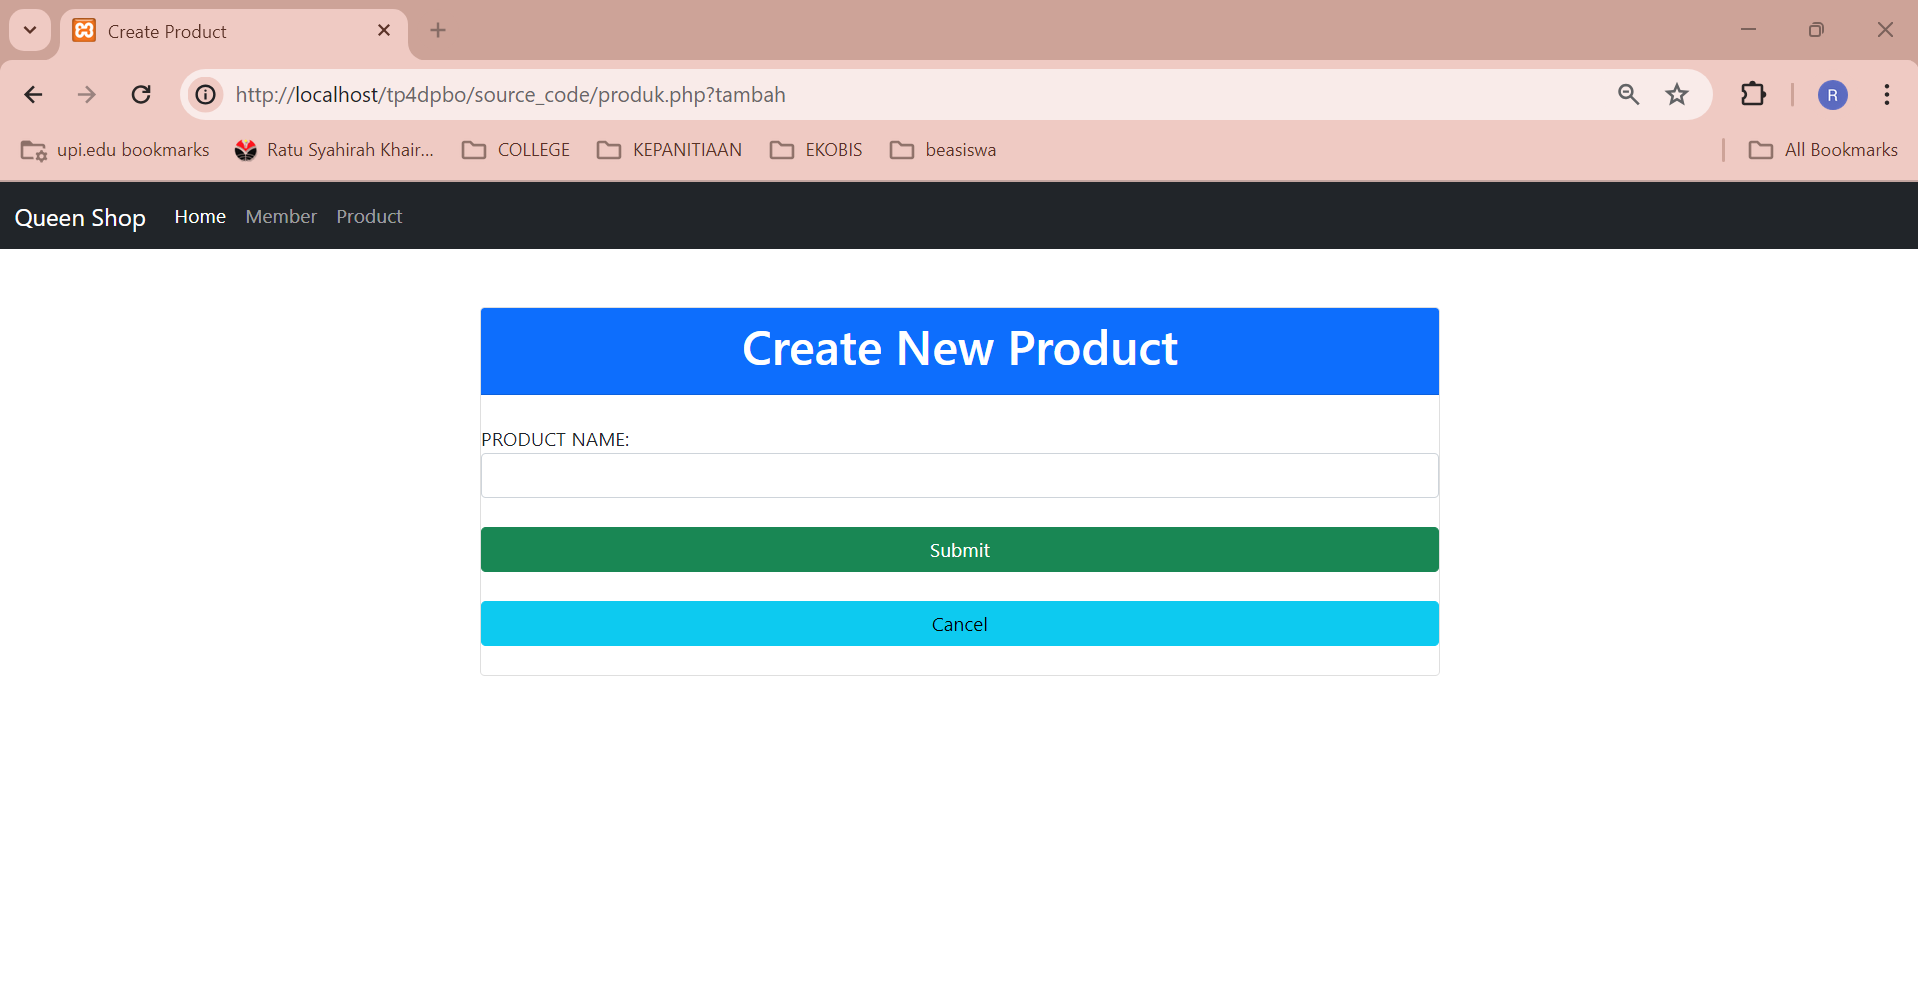 Create Product
http://localhost/tp4dpbo/source_code/produk.php?tambah
R
upi.edu bookmarks Ratu Syahirah Khair... COLLEGE KEPANITIAAN EKOBIS beasiswa All Bookmarks
Queen Shop Home Member Product
Create New Product
PRODUCT NAME:
Submit
Cancel